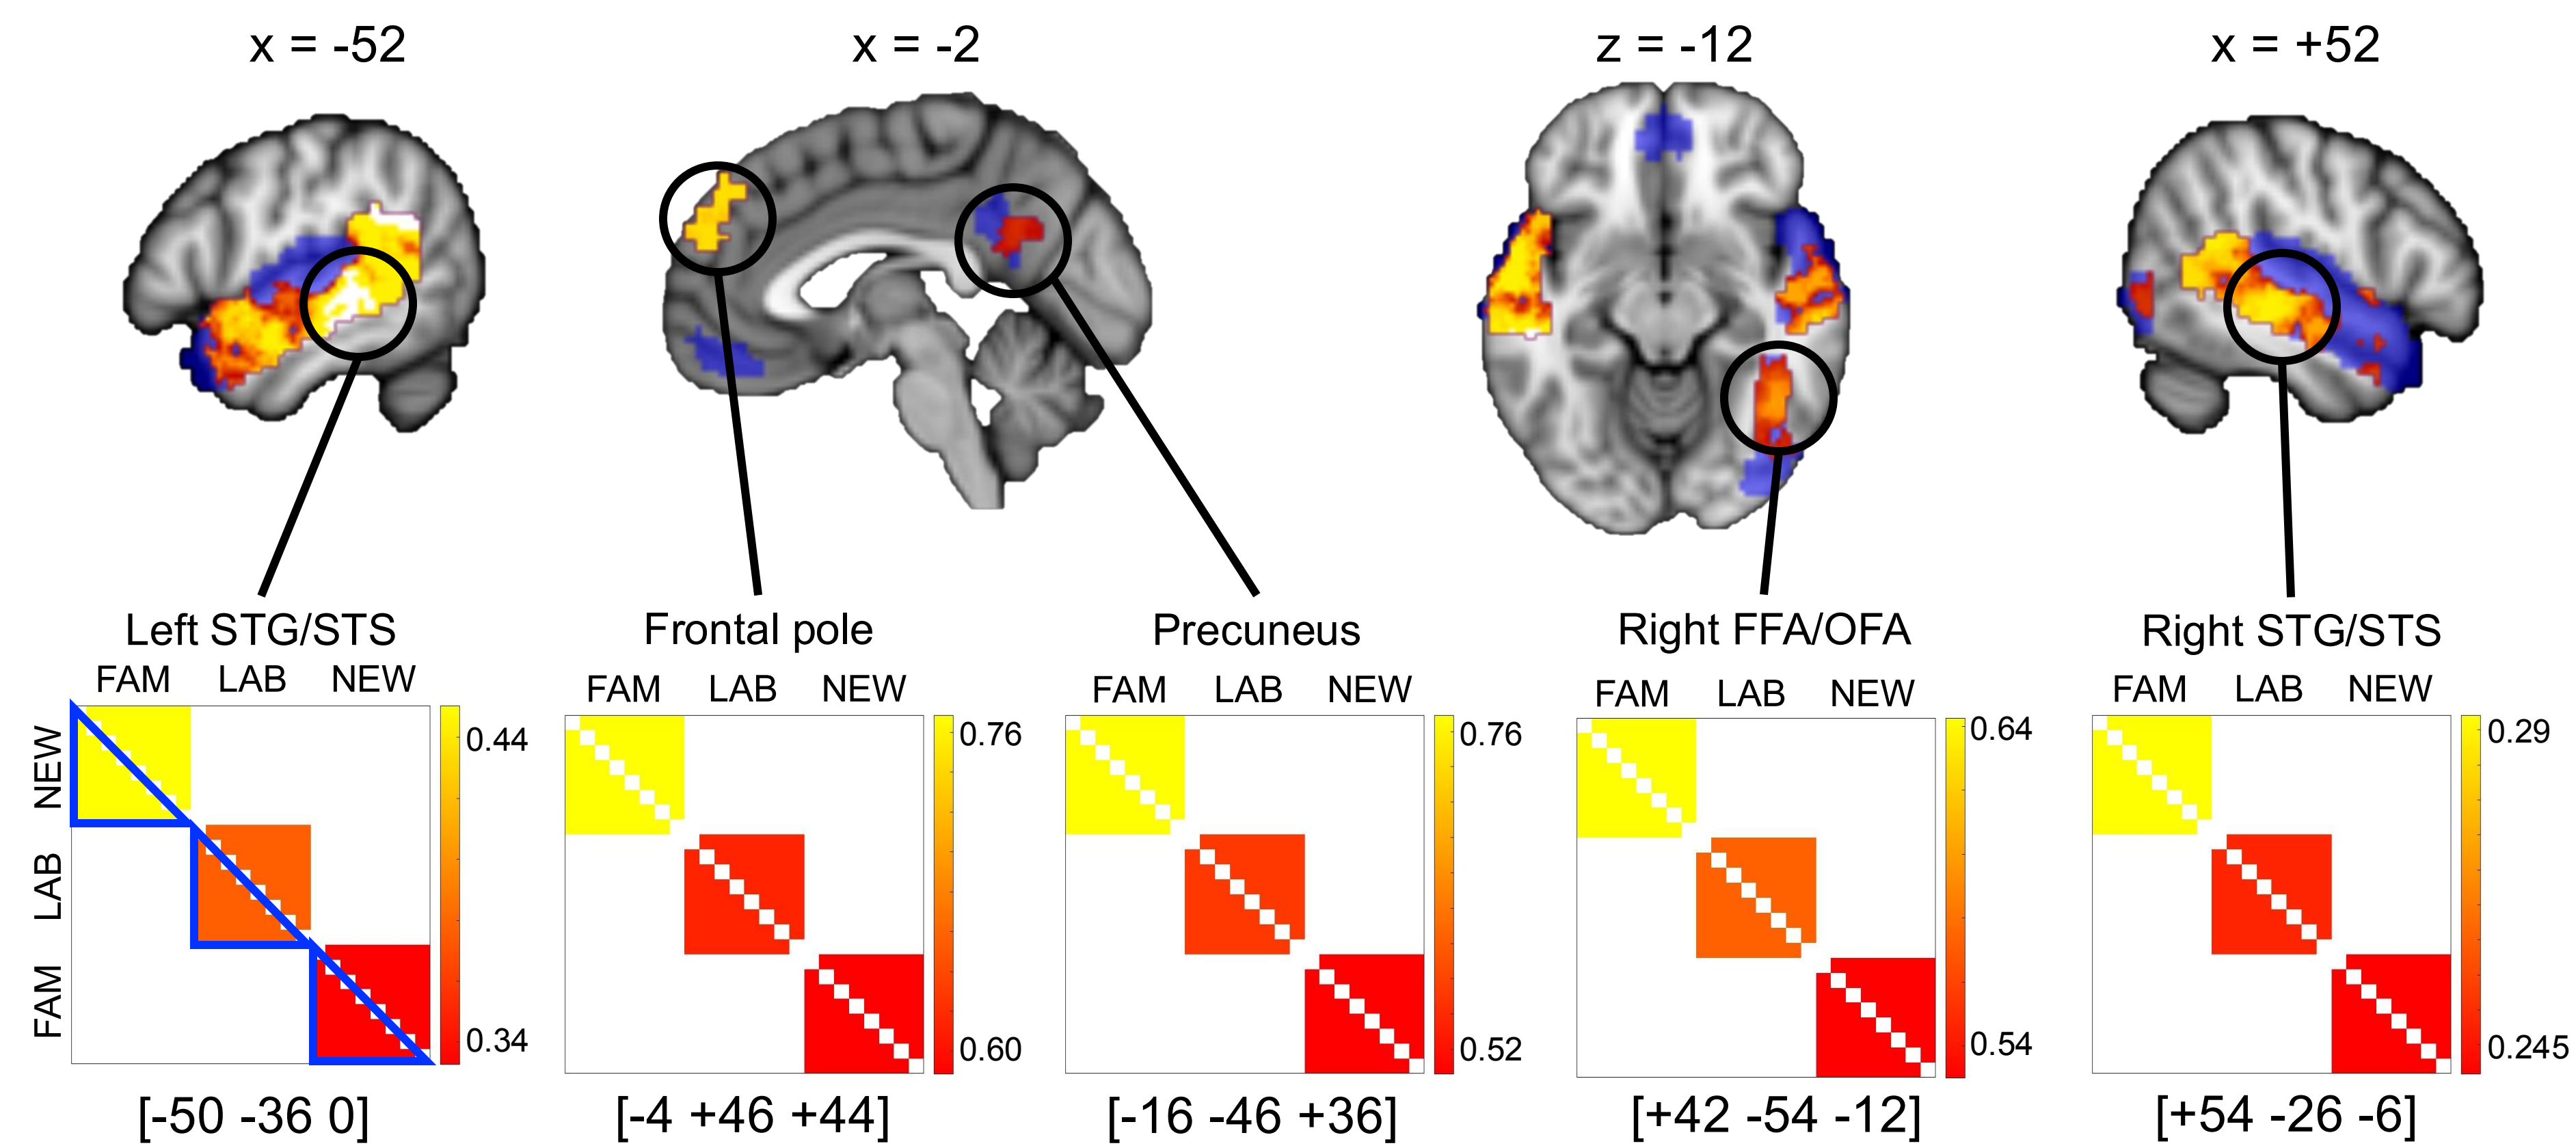 x = -52
x = -2
z = -12
x = +52
Left STG/STS
FAM LAB NEW
NEW
LAB
FAM
0.44
0.34
[-50 -36 0]
Frontal pole
FAM LAB NEW
0.76
0.60
[-4 +46 +44]
Precuneus
FAM LAB NEW
0.76
0.52
[-16 -46 +36]
Right FFA/OFA
FAM LAB NEW
0.64
0.54
[+42 -54 -12]
Right STG/STS
FAM LAB NEW
0.29
0.245
[+54 -26 -6]